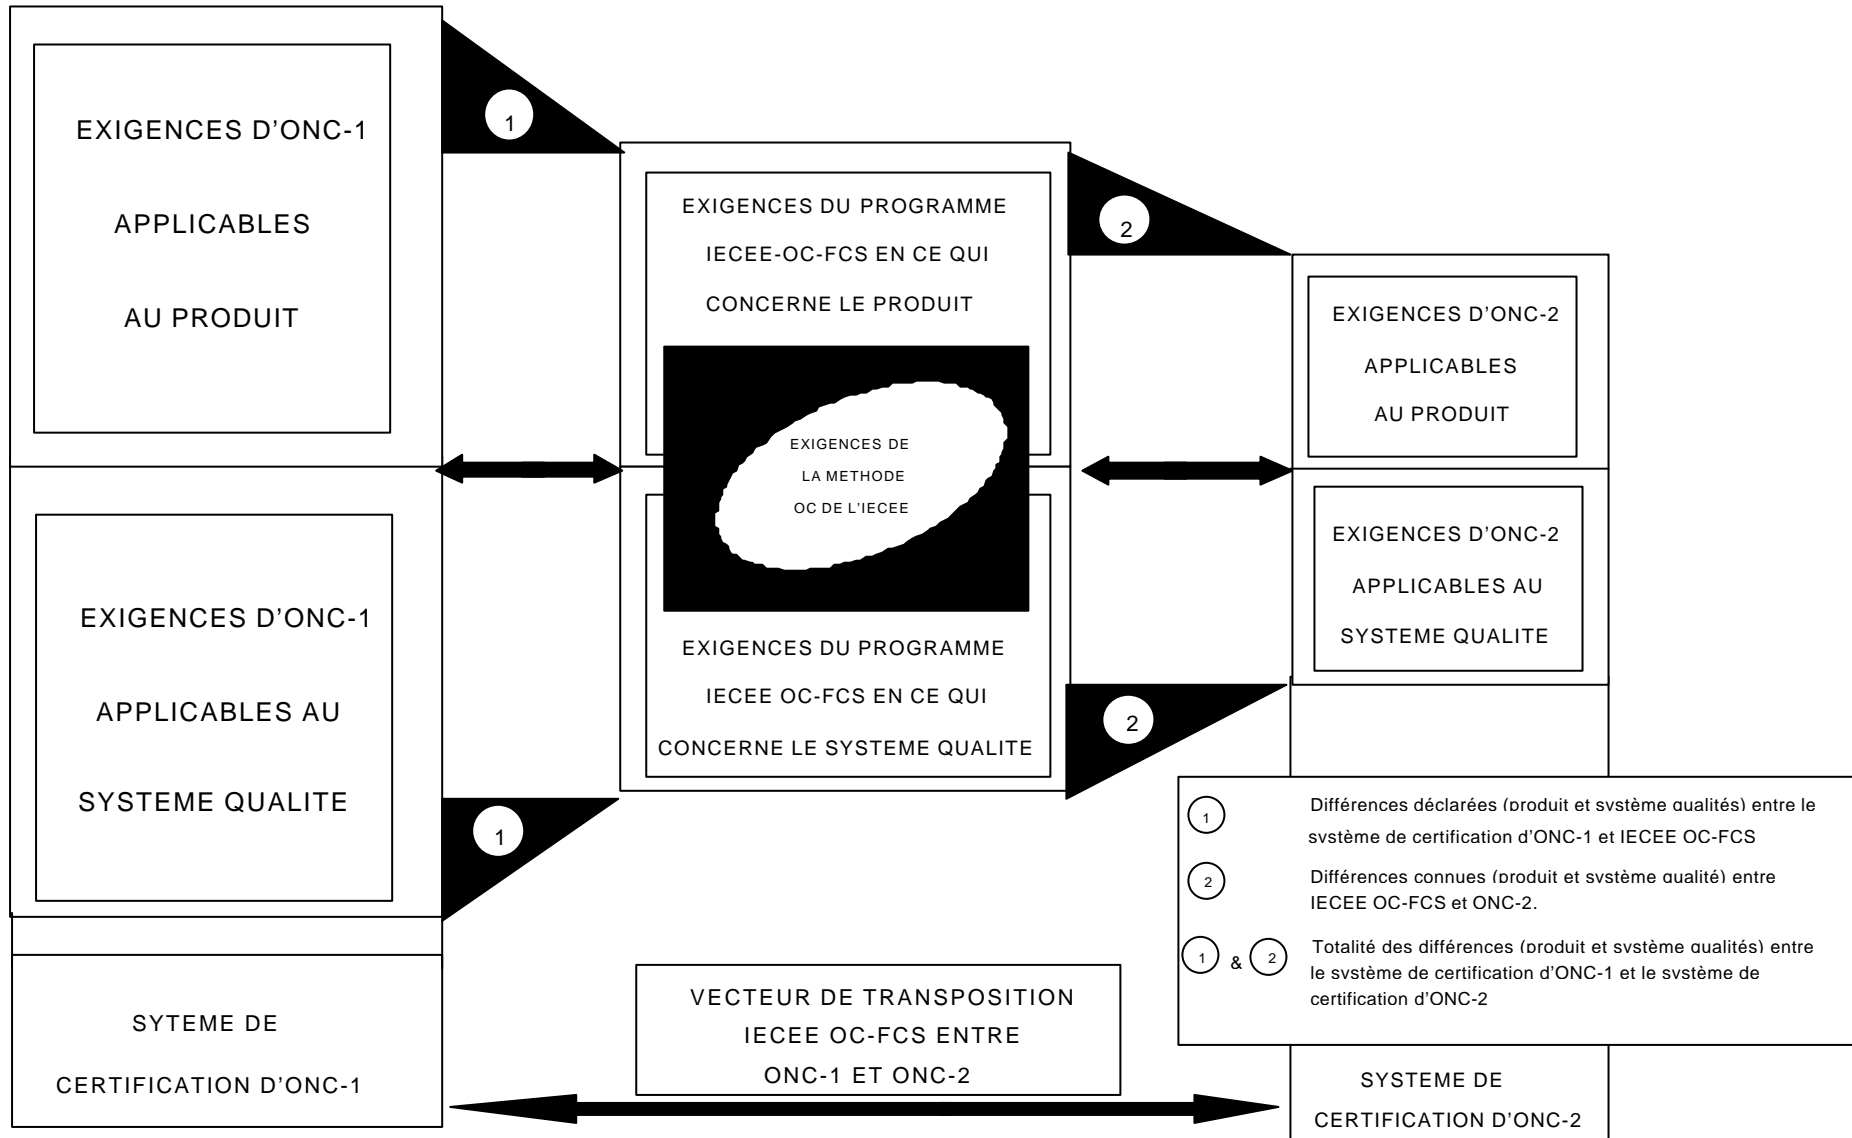 EXIGENCES D'ONC-1
APPLICABLES
AU PRODUIT
1
EXIGENCES DU PROGRAMME
IECEE-OC-FCS EN CE QUI
CONCERNE LE PRODUIT
2
EXIGENCES D'ONC-2
APPLICABLES
AU PRODUIT
EXIGENCES DE
LA METHODE
OC DE L'IECEE
EXIGENCES D'ONC-1
APPLICABLES AU
SYSTEME QUALITE
1
EXIGENCES DU PROGRAMME
IECEE OC-FCS EN CE QUI
CONCERNE LE SYSTEME QUALITE
2
EXIGENCES D'ONC-2
APPLICABLES AU
SYSTEME QUALITE
1 Différences déclarées (produit et système qualités) entre le
système de certification d'ONC-1 et IECEE OC-FCS
2 Différences connues (produit et système qualité) entre
IECEE OC-FCS et ONC-2.
1 & 2 Totalité des différences (produit et système qualités) entre
le système de certification d'ONC-1 et le système de
certification d'ONC-2
SYTEME DE
CERTIFICATION D'ONC-1
VECTEUR DE TRANSPOSITION
IECEE OC-FCS ENTRE
ONC-1 ET ONC-2
SYSTEME DE
CERTIFICATION D'ONC-2